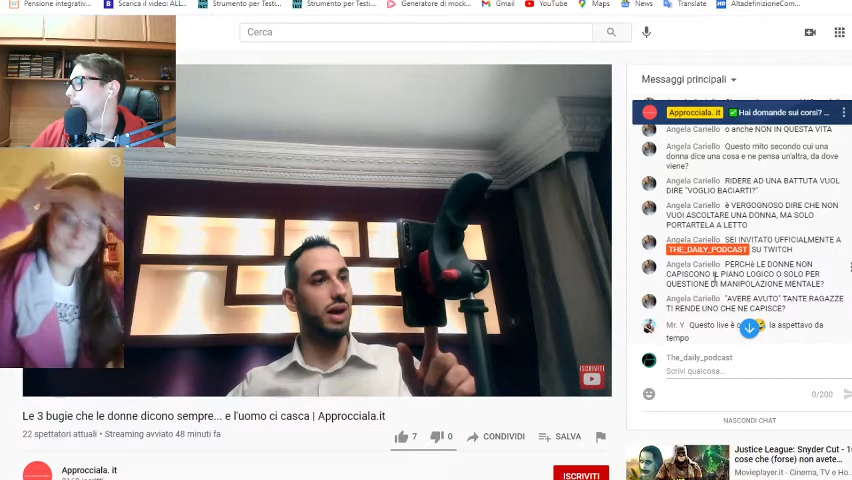 Pensione integrativ...
Scarica il video: ALL...
Strumento per Testi...
Strumento per Testi...
Generatore di mock...
Gmail
YouTube
Maps
News
Translate
AltadefinizioneCom...
Cerca
Messaggi principali
Approcciala. it ✅ Hai domande sui corsi? ...
o anche NON IN QUESTA VITA
Angela Cariello Questo mito secondo cui una
donna dice una cosa e ne pensa un'altra, da dove
viene?
Angela Cariello RIDERE AD UNA BATTUTA VUOL
DIRE "VOGLIO BACIARTI?"
Angela Cariello è VERGOGNOSO DIRE CHE NON
VUOI ASCOLTARE UNA DONNA, MA SOLO
PORTARTELA A LETTO
Angela Cariello SEI INVITATO UFFICIALMENTE A
THE_DAILY_PODCAST SU TWITCH
Angela Cariello PERCHè LE DONNE NON
CAPISCONO IL PIANO LOGICO O SOLO PER
QUESTIONE DI MANIPOLAZIONE MENTALE?
Angela Cariello "AVERE AVUTO" TANTE RAGAZZE
TI RENDE UNO CHE NE CAPISCE?
Mr. Y Questo live è la aspettavo da
tempo
The_daily_podcast
Scrivi qualcosa...
0/200
NASCONDI CHAT
ISCRIVITI
Le 3 bugie che le donne dicono sempre... e l'uomo ci casca | Approcciala.it
22 spettatori attuali • Streaming avviato 48 minuti fa
7
0
CONDIVIDI
SALVA
Approcciala. it
ISCRIVITI
Justice League: Snyder Cut - 1
cose che (forse) non avete...
Movieplayer.it - Cinema, TV e Ho...